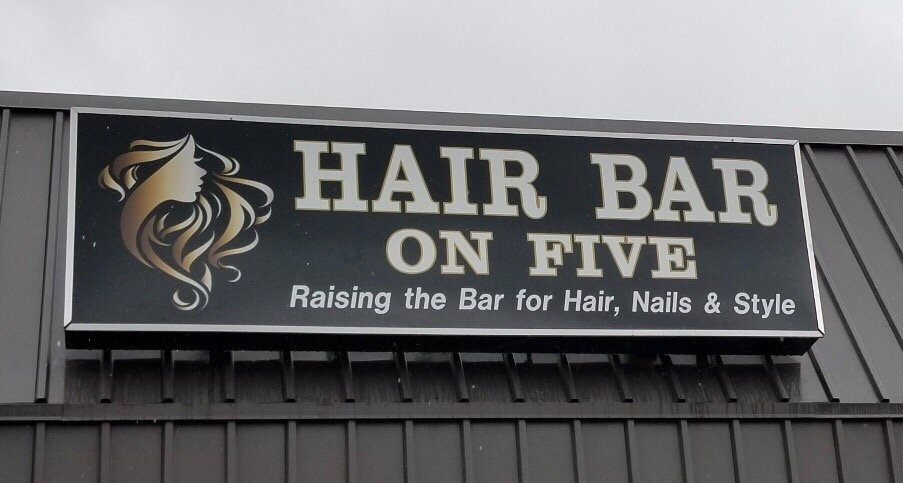 HAIR BAR
ON FIVE
Raising the Bar for Hair, Nails & Style